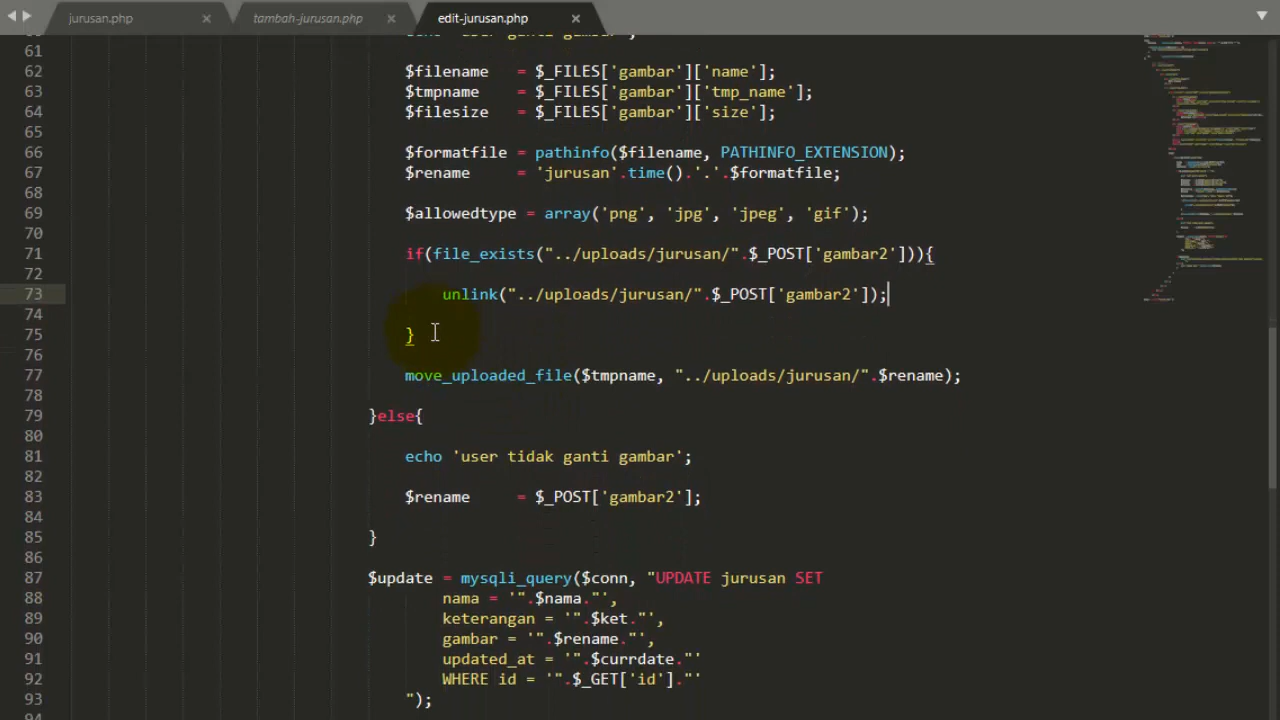 jurusan.php × tambah-jurusan.php × edit-jurusan.php ×
61
62 $filename = $_FILES['gambar']['name'];
63 $tmpname = $_FILES['gambar']['tmp_name'];
64 $filesize = $_FILES['gambar']['size'];
65
66 $formatfile = pathinfo($filename, PATHINFO_EXTENSION);
67 $rename = 'jurusan'.time().'.'.$formatfile;
68
69 $allowedtype = array('png', 'jpg', 'jpeg', 'gif');
70
71 if(file_exists("../uploads/jurusan/".$_POST['gambar2'])){
72
73 unlink("../uploads/jurusan/".$_POST['gambar2']);
74
75 }
76
77 move_uploaded_file($tmpname, "../uploads/jurusan/".$rename);
78
79 }else{
80
81 echo 'user tidak ganti gambar';
82
83 $rename = $_POST['gambar2'];
84
85 }
86
87 $update = mysqli_query($conn, "UPDATE jurusan SET
88 nama = '".$nama."',
89 keterangan = '".$ket."',
90 gambar = '".$rename."',
91 updated_at = '".$currdate."'
92 WHERE id = '".$_GET['id']."'
93 ");